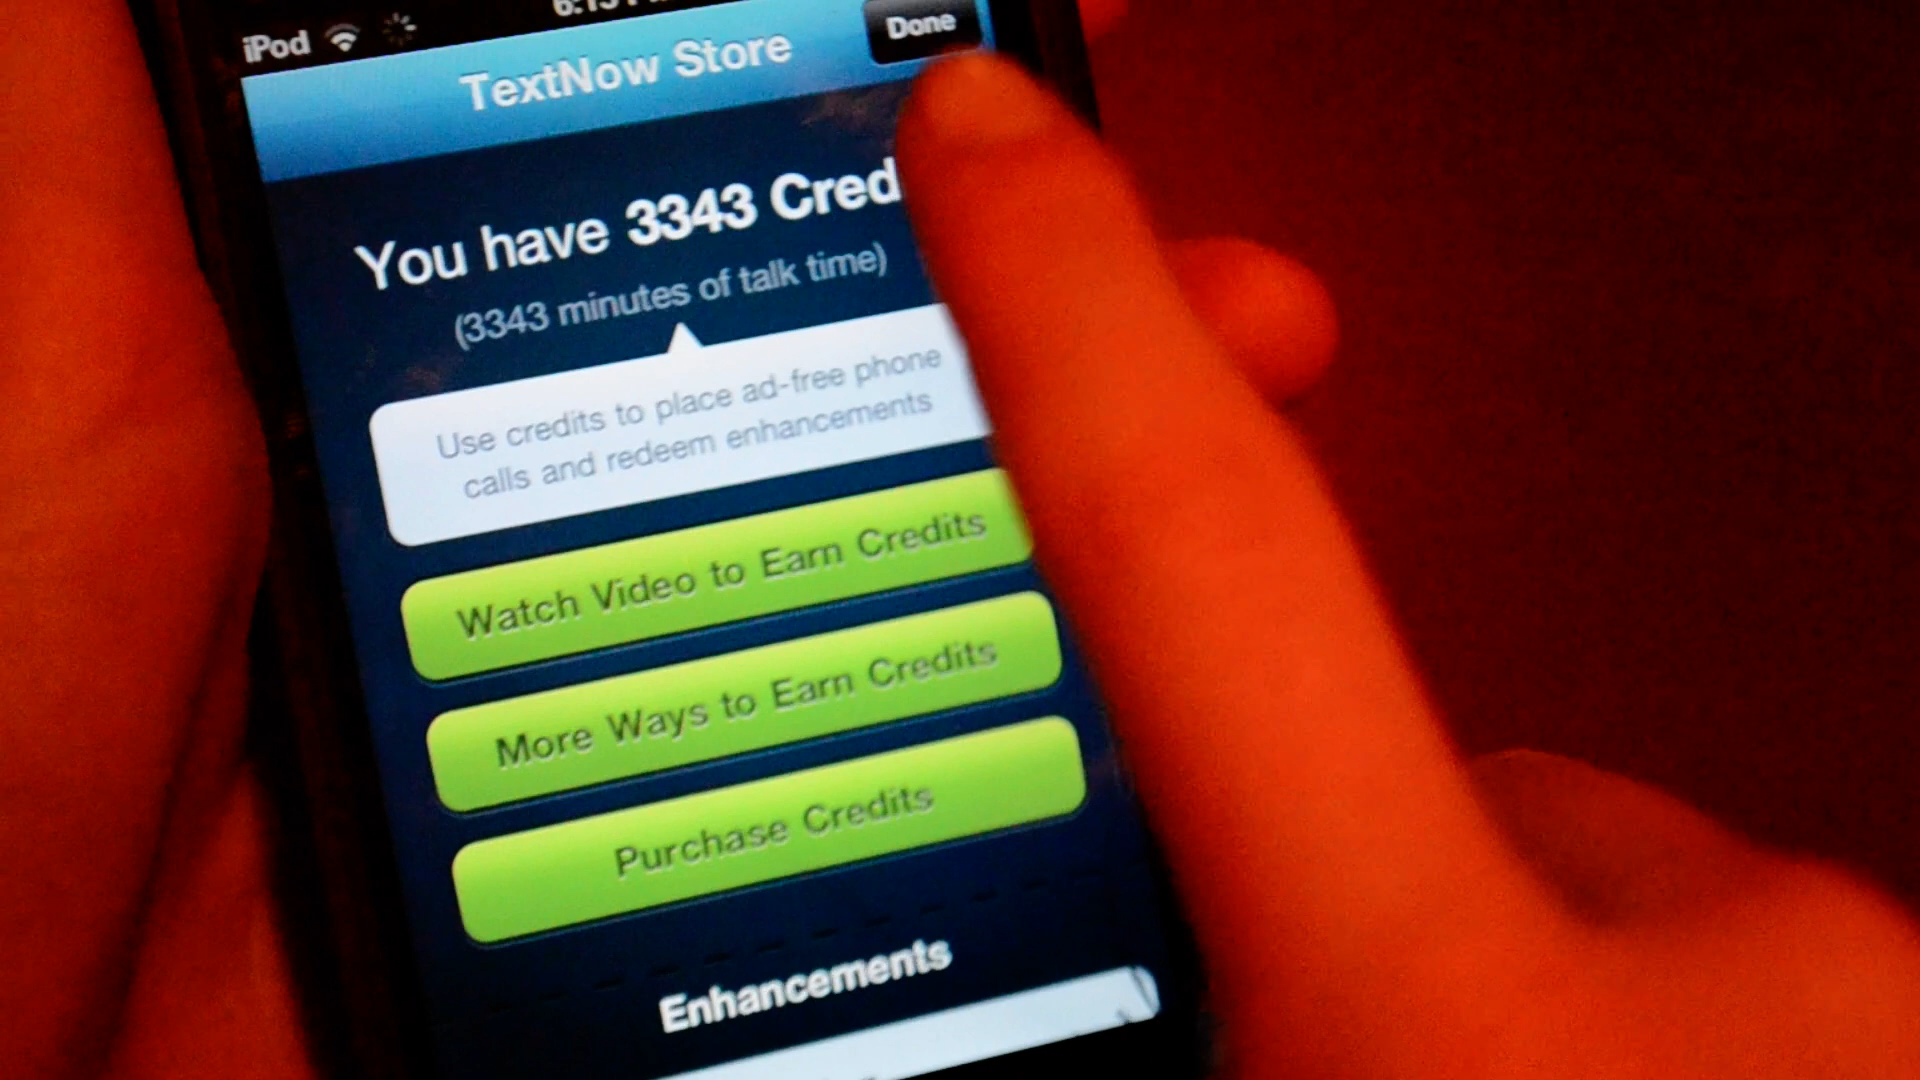 iPod
TextNow Store
Done
You have 3343 Cred
(3343 minutes of talk time)
Use credits to place ad-free phone
calls and redeem enhancements
Watch Video to Earn Credits
More Ways to Earn Credits
Purchase Credits
Enhancements